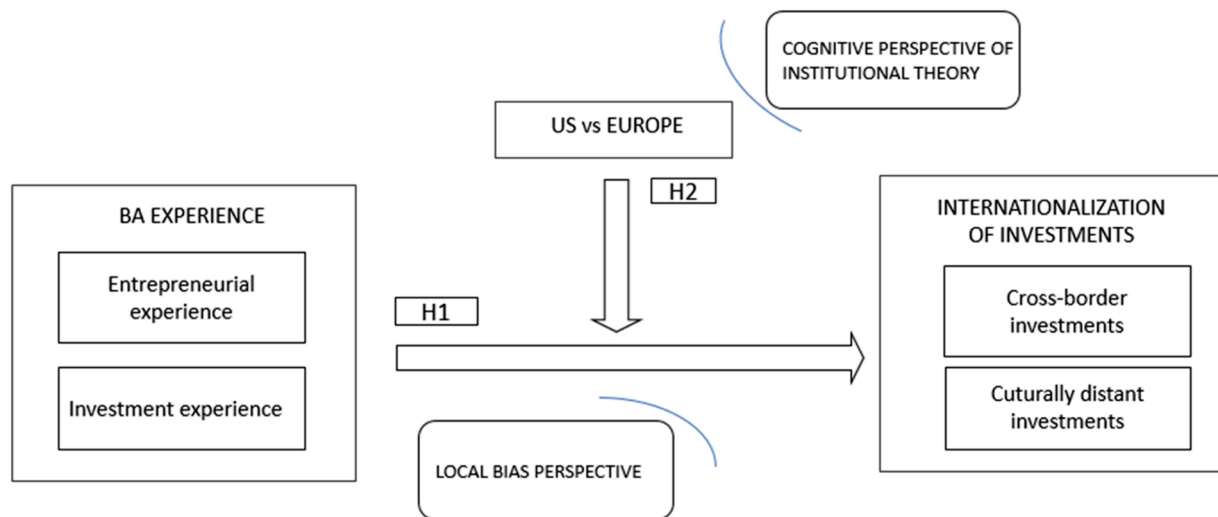 COGNITIVE PERSPECTIVE OF
INSTITUTIONAL THEORY
US vs EUROPE
H2
BA EXPERIENCE
Entrepreneurial
experience
Investment experience
H1
LOCAL BIAS PERSPECTIVE
INTERNATIONALIZATION
OF INVESTMENTS
Cross-border
investments
Cuturally distant
investments